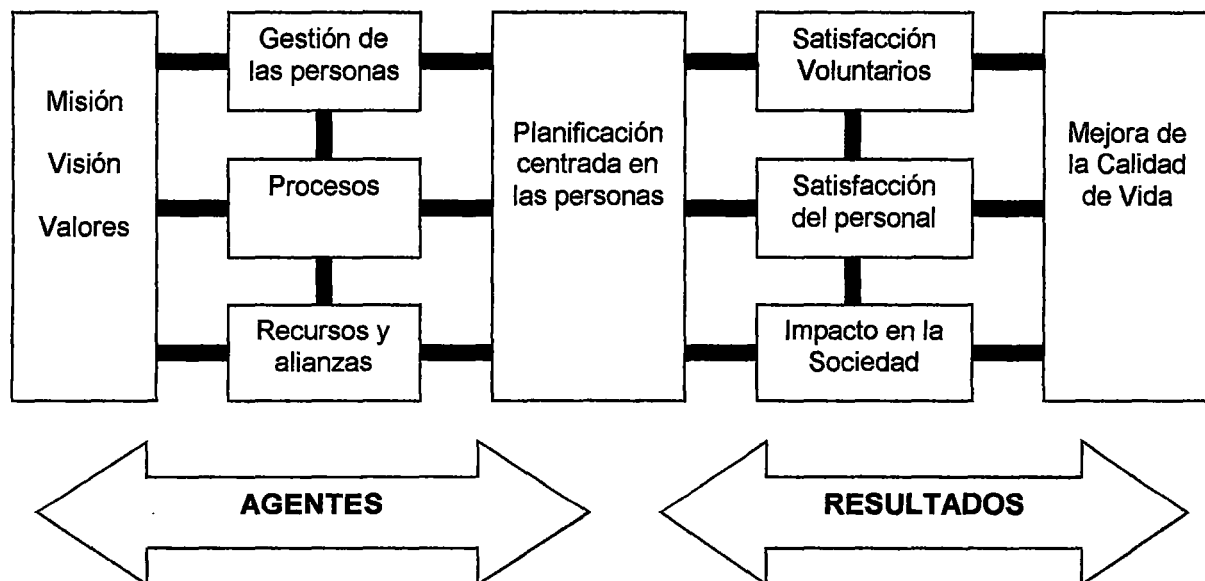 Misión
Visión
Valores
Gestión de
las personas
Procesos
Recursos y
alianzas
Planificación
centrada en
las personas
Satisfacción
Voluntarios
Satisfacción
del personal
Impacto en la
Sociedad
Mejora de
la Calidad
de Vida
AGENTES
RESULTADOS